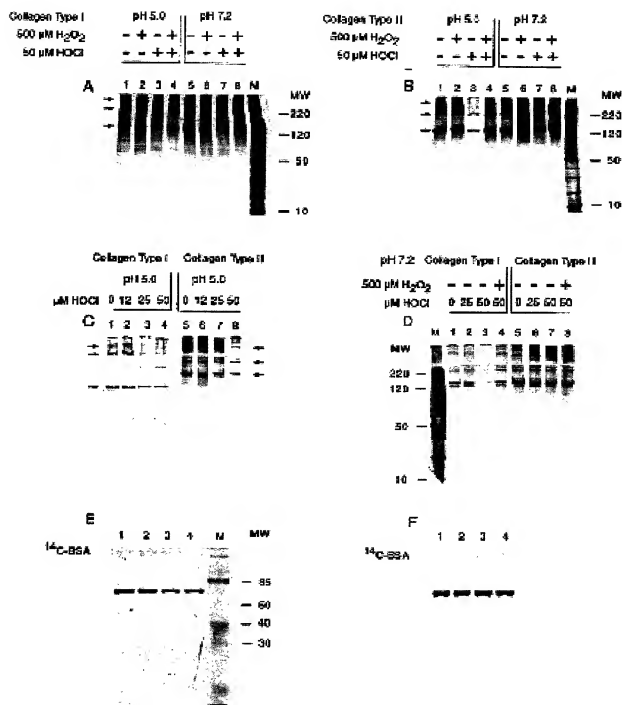 Collagen Type I pH 5.0 pH 7.2
500 µM H₂O₂ - + - + - + - +
50 µM HOCl - - + + - - + +
A 1 2 3 4 5 6 7 8 M MW
220
120
50
10
Collagen Type II pH 5.0 pH 7.2
500 µM H₂O₂ - + - + - + - +
50 µM HOCl - - + + - - + +
B 1 2 3 4 5 6 7 8 M MW
220
120
50
10
Collagen Type I Collagen Type II
pH 5.0 pH 5.0
µM HOCl 0 12 25 50 0 12 25 50
C 1 2 3 4 5 6 7 8
pH 7.2 Collagen Type I Collagen Type II
500 µM H₂O₂ - - - + - - - +
µM HOCl 0 25 50 50 0 25 50 50
D M 1 2 3 4 5 6 7 8
MW
220
120
50
10
E 1 2 3 4 M MW
¹⁴C-BSA
85
60
40
30
F 1 2 3 4
¹⁴C-BSA